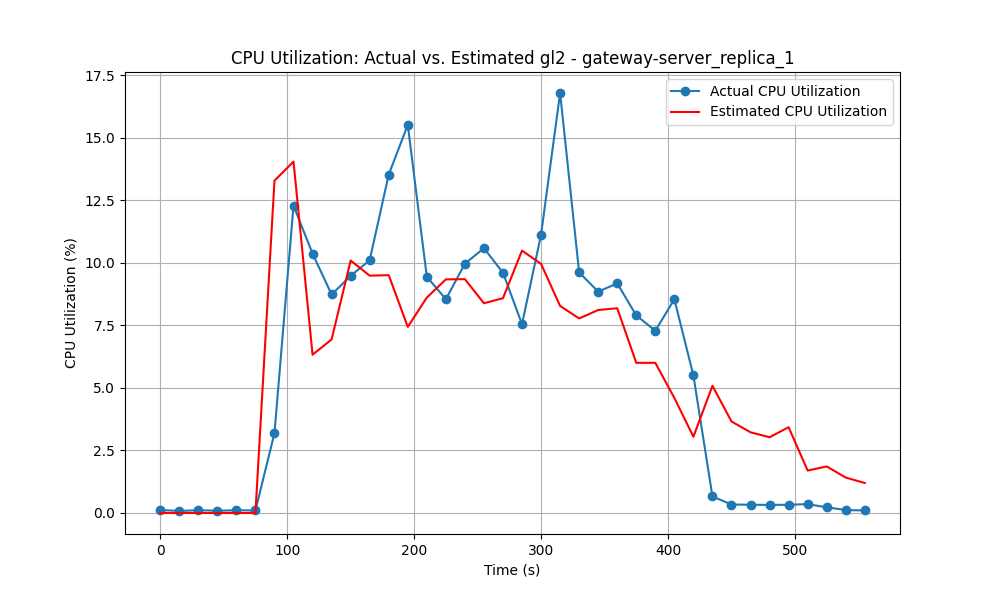 CPU Utilization: Actual vs. Estimated gl2 - gateway-server_replica_1
Actual CPU Utilization
Estimated CPU Utilization
CPU Utilization (%)
17.5
15.0
12.5
10.0
7.5
5.0
2.5
0.0
0 100 200 300 400 500
Time (s)